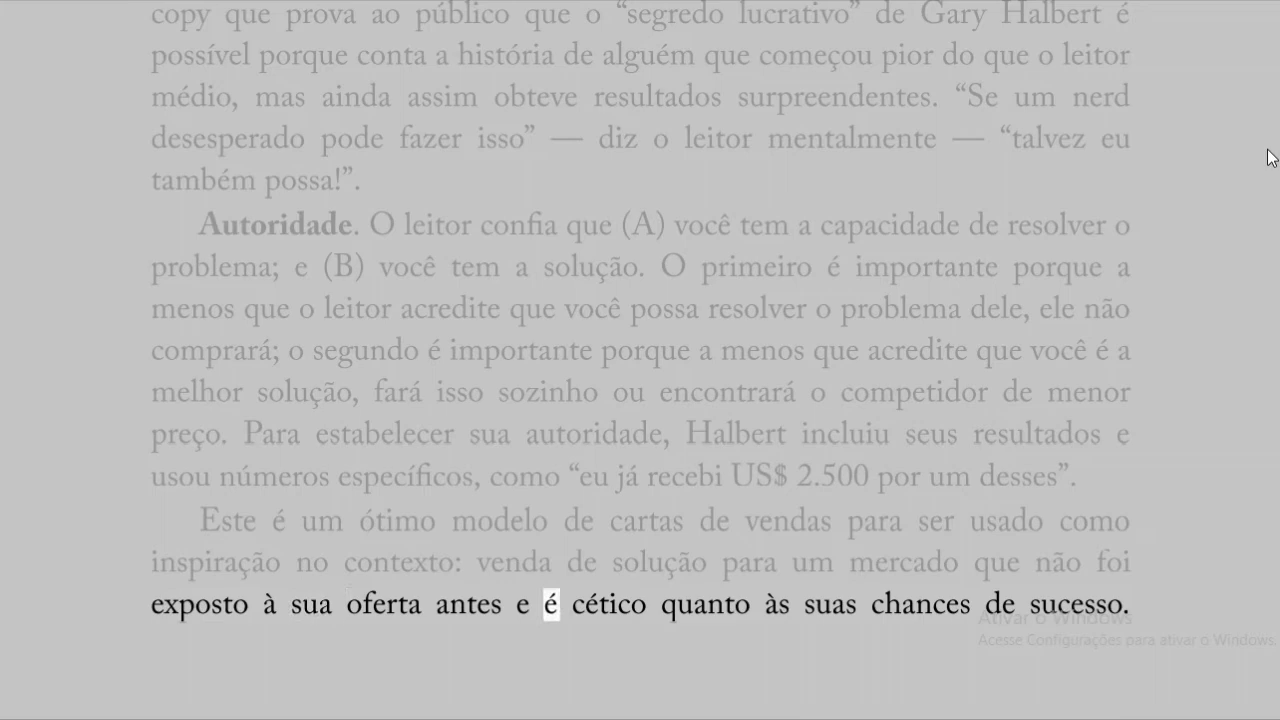 copy que prova ao público que o “segredo lucrativo” de Gary Halbert é
possível porque conta a história de alguém que começou pior do que o leitor
médio, mas ainda assim obteve resultados surpreendentes. “Se um nerd
desesperado pode fazer isso” — diz o leitor mentalmente — “talvez eu
também possa!”.
Autoridade. O leitor confia que (A) você tem a capacidade de resolver o
problema; e (B) você tem a solução. O primeiro é importante porque a
menos que o leitor acredite que você possa resolver o problema dele, ele não
comprará; o segundo é importante porque a menos que acredite que você é a
melhor solução, fará isso sozinho ou encontrará o competidor de menor
preço. Para estabelecer sua autoridade, Halbert incluiu seus resultados e
usou números específicos, como “eu já recebi US$ 2.500 por um desses”.
Este é um ótimo modelo de cartas de vendas para ser usado como
inspiração no contexto: venda de solução para um mercado que não foi
exposto à sua oferta antes e é cético quanto às suas chances de sucesso.
Ativar o Windows
Acesse Configurações para ativar o Windows.